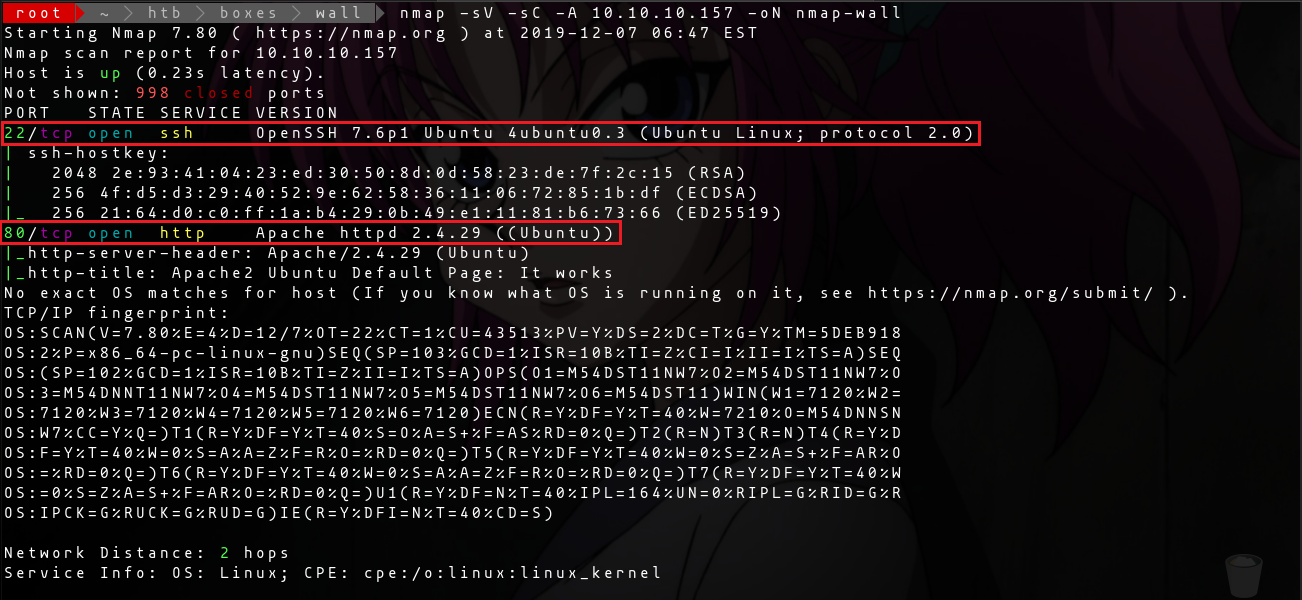 root ~ htb boxes wall nmap -sV -sC -A 10.10.10.157 -oN nmap-wall
Starting Nmap 7.80 ( https://nmap.org ) at 2019-12-07 06:47 EST
Nmap scan report for 10.10.10.157
Host is up (0.23s latency).
Not shown: 998 closed ports
PORT   STATE SERVICE VERSION
22/tcp open  ssh     OpenSSH 7.6p1 Ubuntu 4ubuntu0.3 (Ubuntu Linux; protocol 2.0)
| ssh-hostkey:
|   2048 2e:93:41:04:23:ed:30:50:8d:0d:58:23:de:7f:2c:15 (RSA)
|   256 4f:d5:d3:29:40:52:9e:62:58:36:11:06:72:85:1b:df (ECDSA)
|_  256 21:64:d0:c0:ff:1a:b4:29:0b:49:e1:11:81:b6:73:66 (ED25519)
80/tcp open  http    Apache httpd 2.4.29 ((Ubuntu))
|_http-server-header: Apache/2.4.29 (Ubuntu)
|_http-title: Apache2 Ubuntu Default Page: It works
No exact OS matches for host (If you know what OS is running on it, see https://nmap.org/submit/ ).
TCP/IP fingerprint:
OS:SCAN(V=7.80%E=4%D=12/7%OT=22%CT=1%CU=43513%PV=Y%DS=2%DC=T%G=Y%TM=5DEB918
OS:2%P=x86_64-pc-linux-gnu)SEQ(SP=103%GCD=1%ISR=10B%TI=Z%CI=I%II=I%TS=A)SEQ
OS:(SP=102%GCD=1%ISR=10B%TI=Z%II=I%TS=A)OPS(O1=M54DST11NW7%O2=M54DST11NW7%O
OS:3=M54DNNT11NW7%O4=M54DST11NW7%O5=M54DST11NW7%O6=M54DST11)WIN(W1=7120%W2=
OS:7120%W3=7120%W4=7120%W5=7120%W6=7120)ECN(R=Y%DF=Y%T=40%W=7210%O=M54DNNSN
OS:W7%CC=Y%Q=)T1(R=Y%DF=Y%T=40%S=O%A=S+%F=AS%RD=0%Q=)T2(R=N)T3(R=N)T4(R=Y%D
OS:F=Y%T=40%W=0%S=A%A=Z%F=R%O=%RD=0%Q=)T5(R=Y%DF=Y%T=40%W=0%S=Z%A=S+%F=AR%O
OS:=%RD=0%Q=)T6(R=Y%DF=Y%T=40%W=0%S=A%A=Z%F=R%O=%RD=0%Q=)T7(R=Y%DF=Y%T=40%W
OS:=0%S=Z%A=S+%F=AR%O=%RD=0%Q=)U1(R=Y%DF=N%T=40%IPL=164%UN=0%RIPL=G%RID=G%R
OS:IPCK=G%RUCK=G%RUD=G)IE(R=Y%DFI=N%T=40%CD=S)
Network Distance: 2 hops
Service Info: OS: Linux; CPE: cpe:/o:linux:linux_kernel